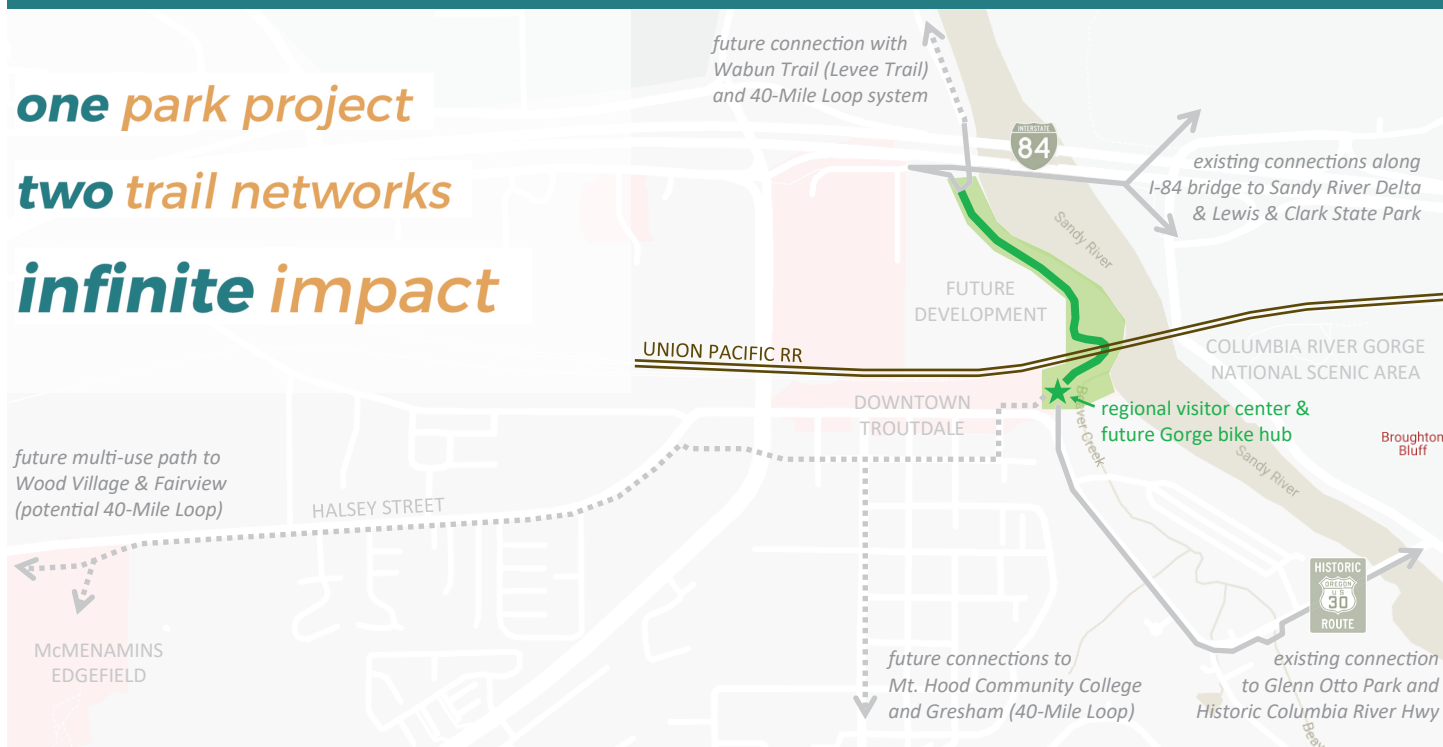 one park project
two trail networks
infinite impact
future connection with
Wabun Trail (Levee Trail)
and 40-Mile Loop system
INTERSTATE
84
existing connections along
I-84 bridge to Sandy River Delta
& Lewis & Clark State Park
Sandy River
FUTURE
DEVELOPMENT
UNION PACIFIC RR
COLUMBIA RIVER GORGE
NATIONAL SCENIC AREA
DOWNTOWN
TROUTDALE
regional visitor center &
future Gorge bike hub
Beaver Creek
Broughton
Bluff
Sandy River
future multi-use path to
Wood Village & Fairview
(potential 40-Mile Loop)
HALSEY STREET
HISTORIC
OREGON
US
30
ROUTE
McMENAMINS
EDGEFIELD
future connections to
Mt. Hood Community College
and Gresham (40-Mile Loop)
existing connection
to Glenn Otto Park and
Historic Columbia River Hwy
Beav